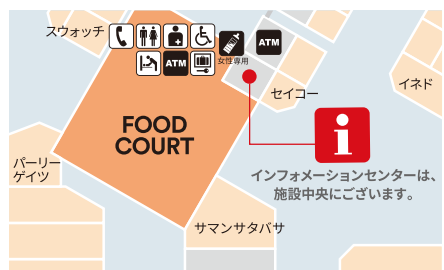 スウォッチ
ATM
ATM
女性専用
セイコー
イネド
FOOD
COURT
パーリー
ゲイツ
インフォメーションセンターは、
施設中央にございます。
サマンサタバサ